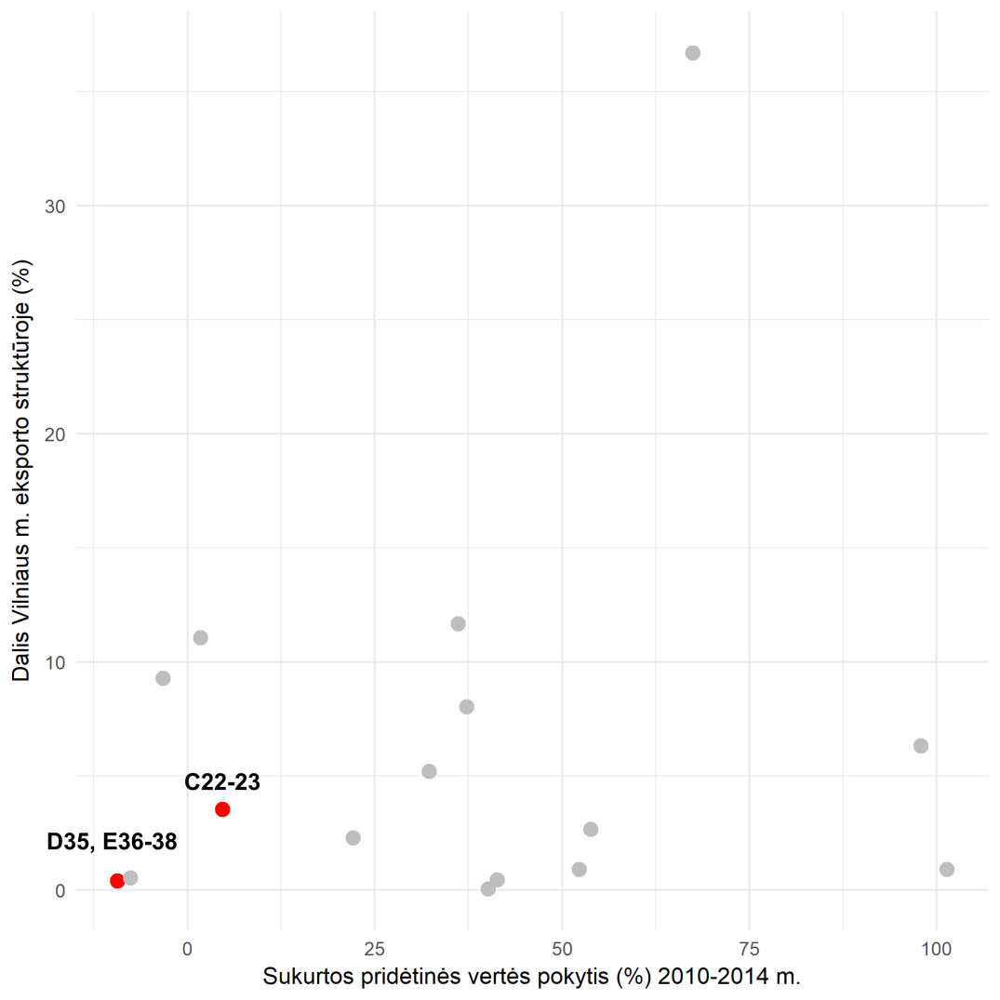 Dalis Vilniaus m. eksporto struktūroje (%)
30
20
10
0
C22-23
D35, E36-38
0 25 50 75 100
Sukurtos pridėtinės vertės pokytis (%) 2010-2014 m.